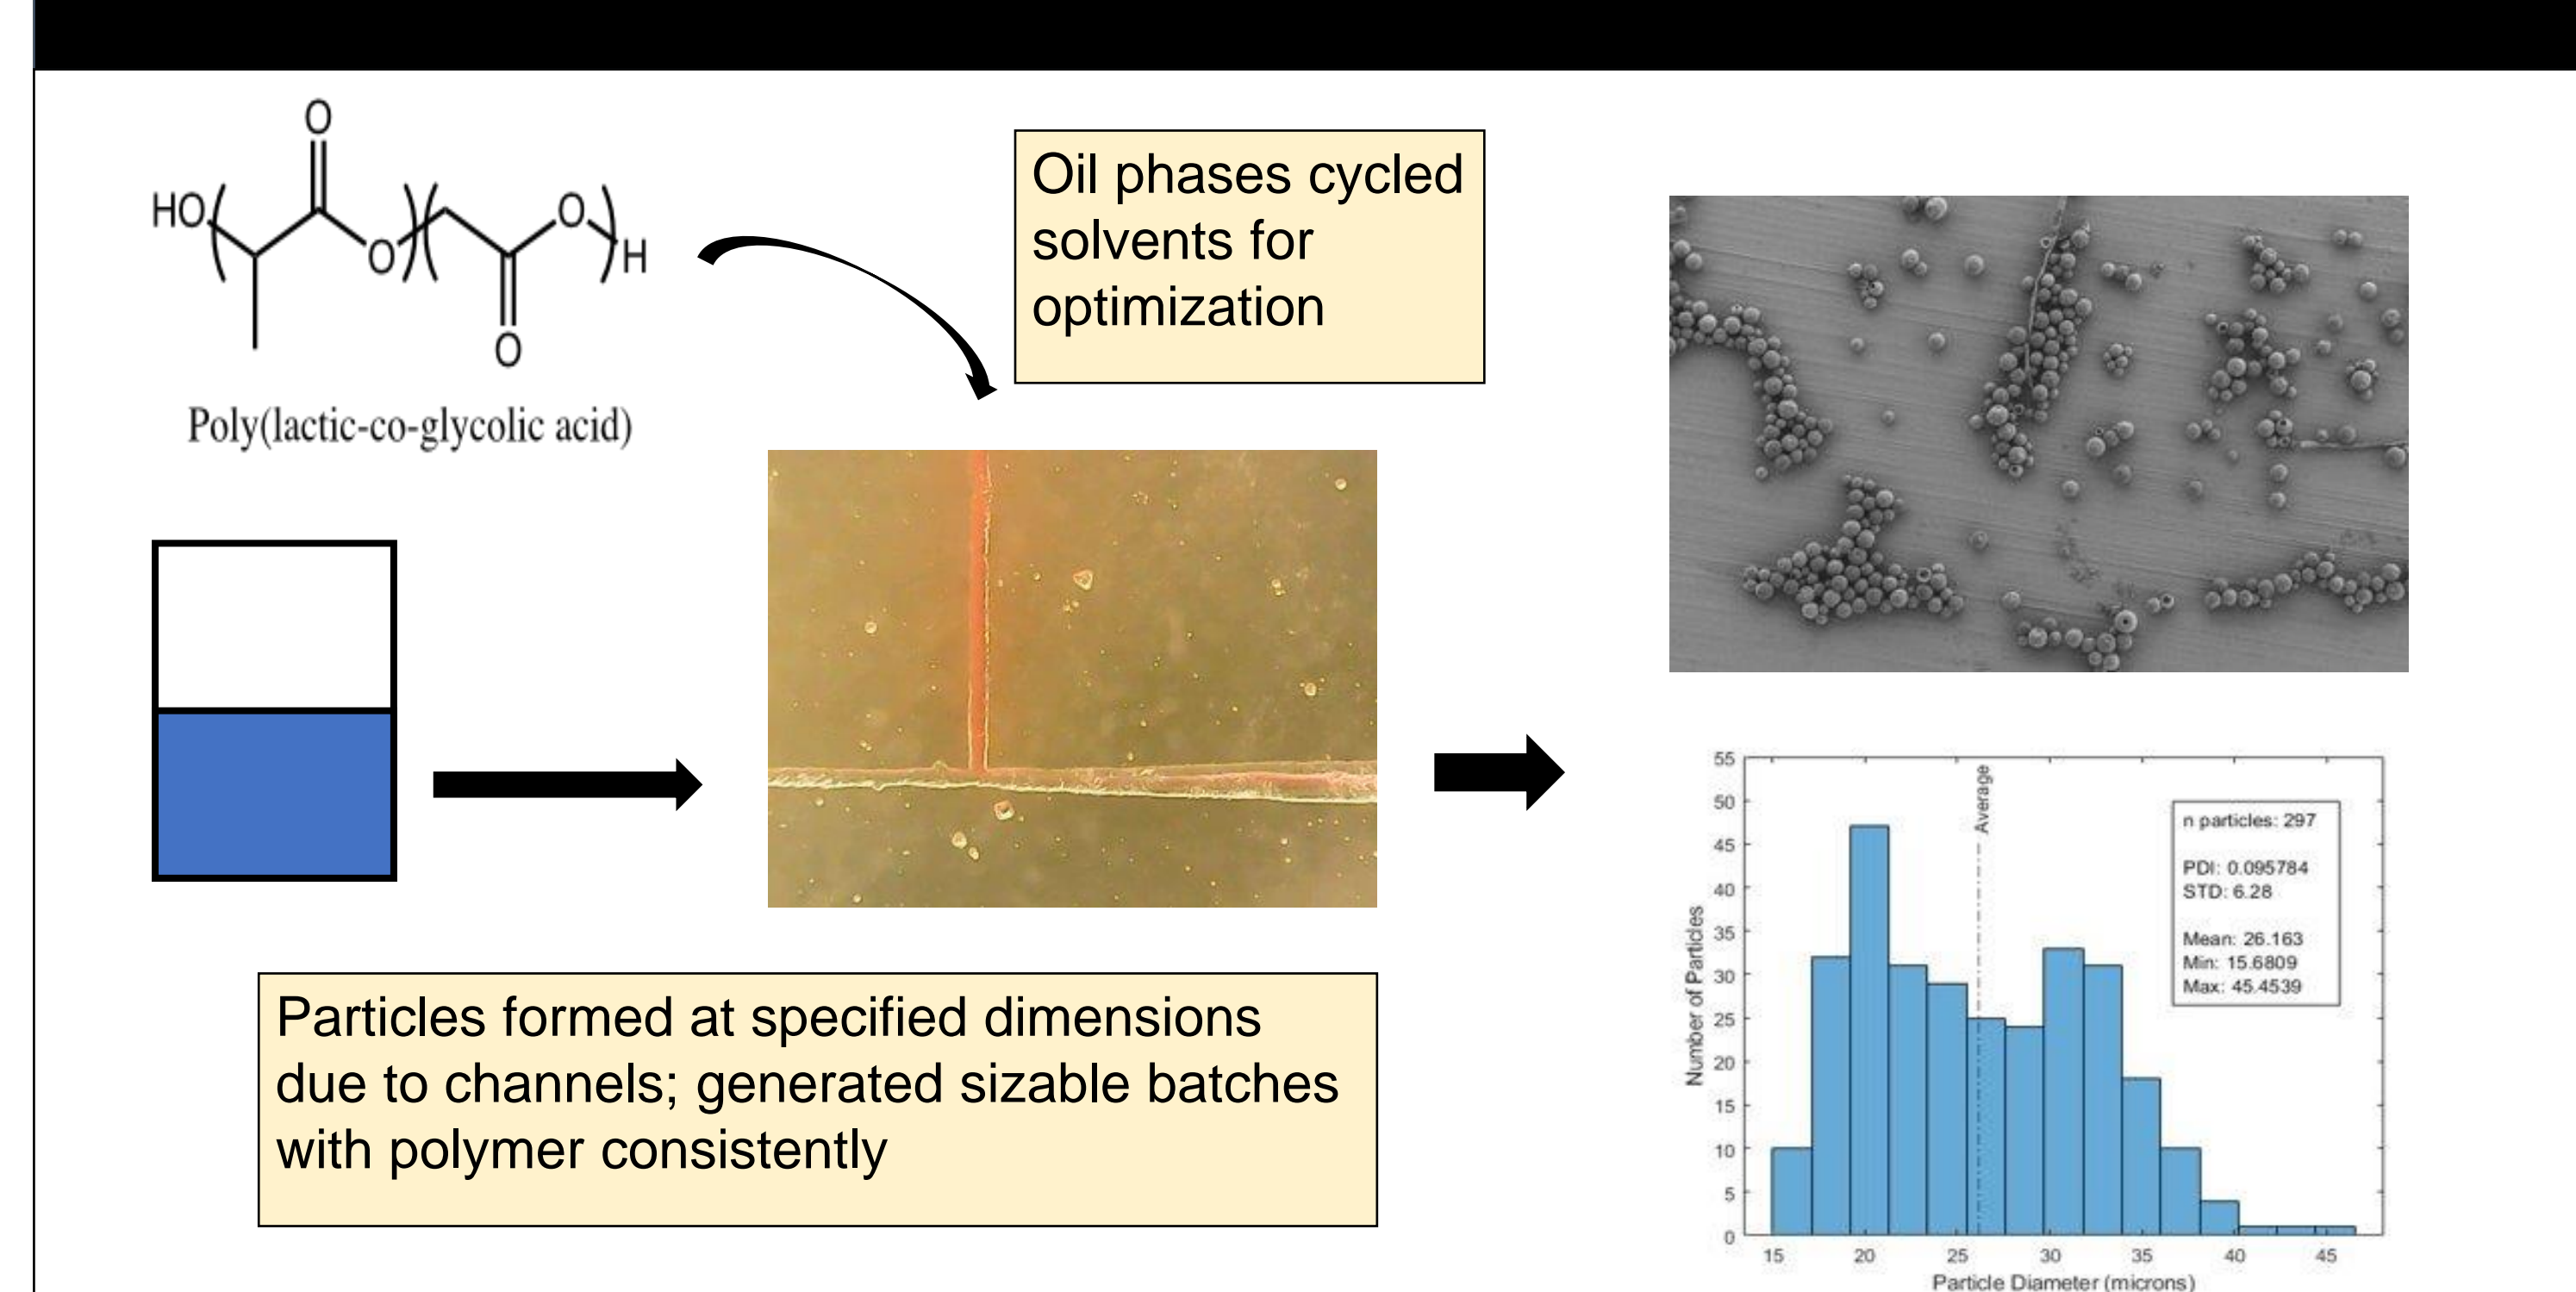 O
HO
O
O
H
O
Poly(lactic-co-glycolic acid)
Oil phases cycled
solvents for
optimization
Particles formed at specified dimensions
due to channels; generated sizable batches
with polymer consistently
55
50
45
40
35
30
25
20
15
10
5
0
Number of Particles
Average
n particles: 297
PDI: 0.095784
STD: 6.28
Mean: 26.163
Min: 15.6809
Max: 45.4539
15 20 25 30 35 40 45
Particle Diameter (microns)